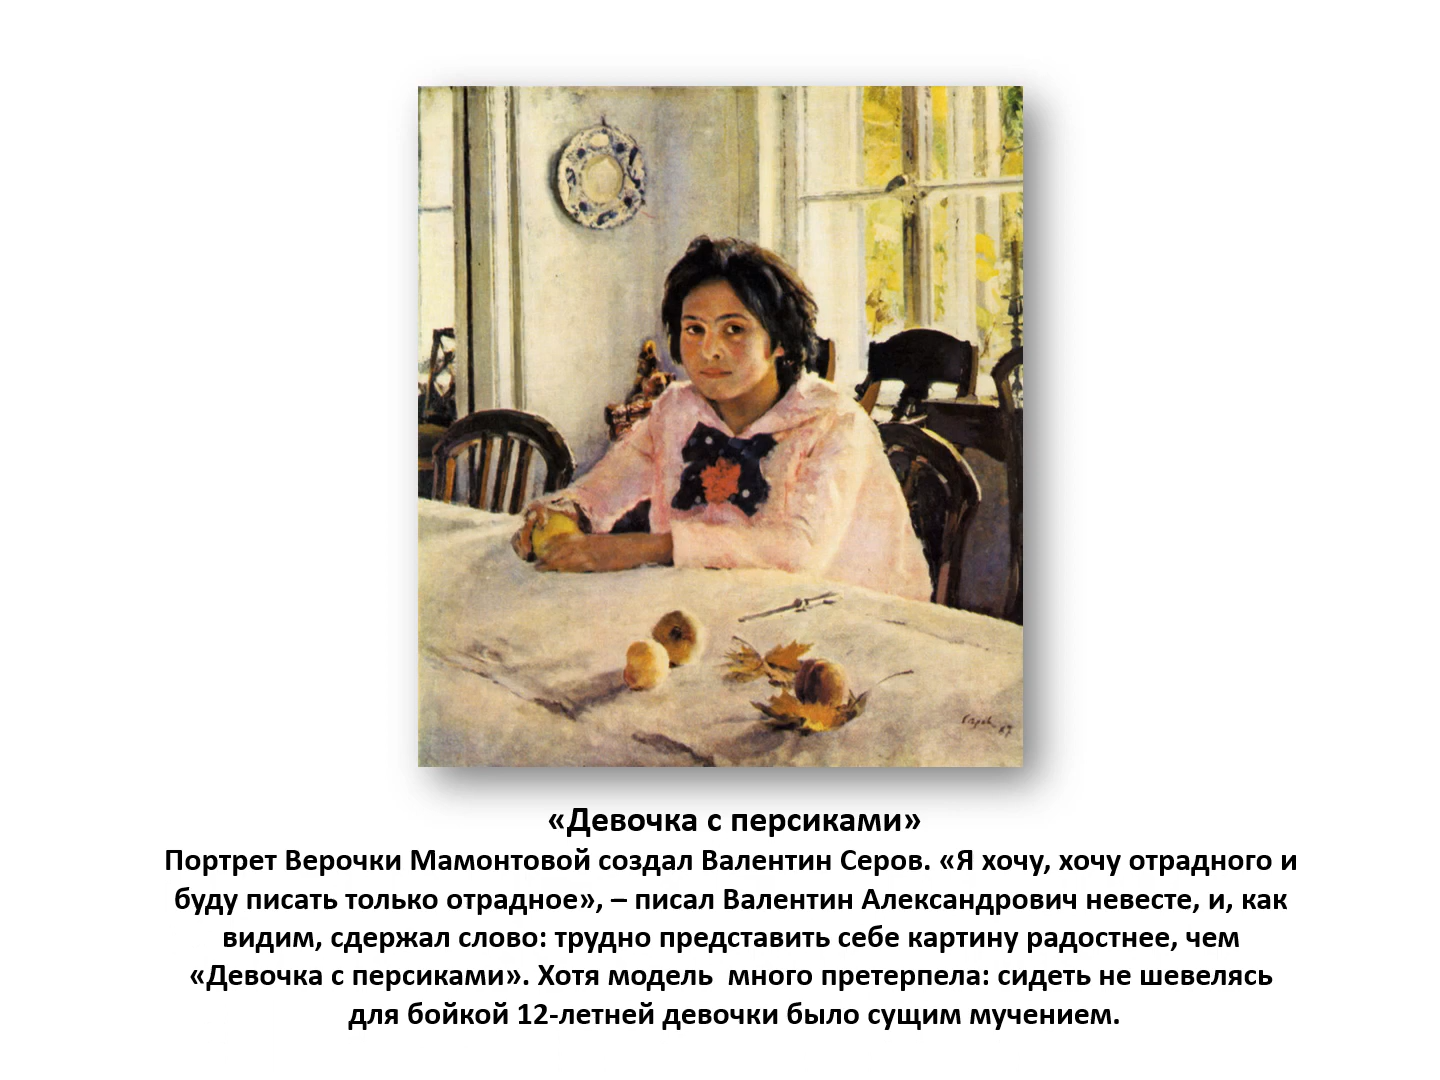 Серов 87
«Девочка с персиками»
Портрет Верочки Мамонтовой создал Валентин Серов. «Я хочу, хочу отрадного и
буду писать только отрадное», – писал Валентин Александрович невесте, и, как
видим, сдержал слово: трудно представить себе картину радостнее, чем
«Девочка с персиками». Хотя модель  много претерпела: сидеть не шевелясь
для бойкой 12-летней девочки было сущим мучением.